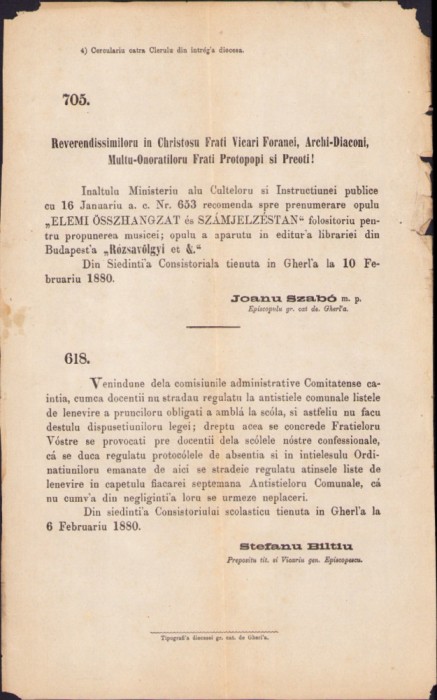 4) Cerculariu catra Clerulu din intrég'a diecesa.
705.
Reverendissimiloru in Christosu Frati Vicari Foranei, Archi-Diaconi,
Multu-Onoratiloru Frati Protopopi si Preoti!
Inaltulu Ministeriu alu Culteloru si Instructiunei publice
cu 16 Januariu a. c. Nr. 653 recomenda spre prenumerare opulu
„ELEMI ÖSSZHANGZAT és SZÁMJELZÉSTAN“ folositoriu pen-
tru propunerea musicei; opulu a aparutu in editur'a librariei din
Budapest'a „Rózsavölgyi et &.“
Din Siedinti'a Consistoriala tienuta in Gherl'a la 10 Fe-
bruariu 1880.
Joanu Szabó m. p.
Episcopulu gr. cat de. Gherl'a.
618.
Venindune dela comisiunile administrative Comitatense ca-
intia, cumca docentii nu stradau regulatu la antistiele comunale listele
de lenevire a prunciloru obligati a amblá la scóla, si astfeliu nu facu
destulu dispusetiuniloru legei; dreptu acea se concrede Fratieloru
Vóstre se provocati pre docentii dela scólele nóstre confessionale,
cá se duca regulatu protocólele de absentia si in intielesulu Ordi-
natiuniloru emanate de aici se stradeie regulatu atinsele liste de
lenevire in capetulu fiacarei septemana Antistieloru Comunale, cá
nu cumv'a din negliginti'a loru se urmeze neplaceri.
Din siedinti'a Consistoriului scolasticu tienuta in Gherl'a la
6 Februariu 1880.
Stefanu Biltiu
Prepositu tit. si Vicariu gen. Episcopescu.
Tipografi'a diecesei gr. cat. de Gherl'a.